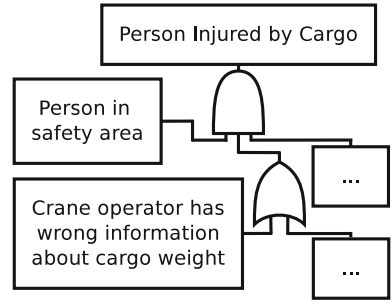 Person Injured by Cargo
Person in
safety area
...
Crane operator has
wrong information
about cargo weight
...